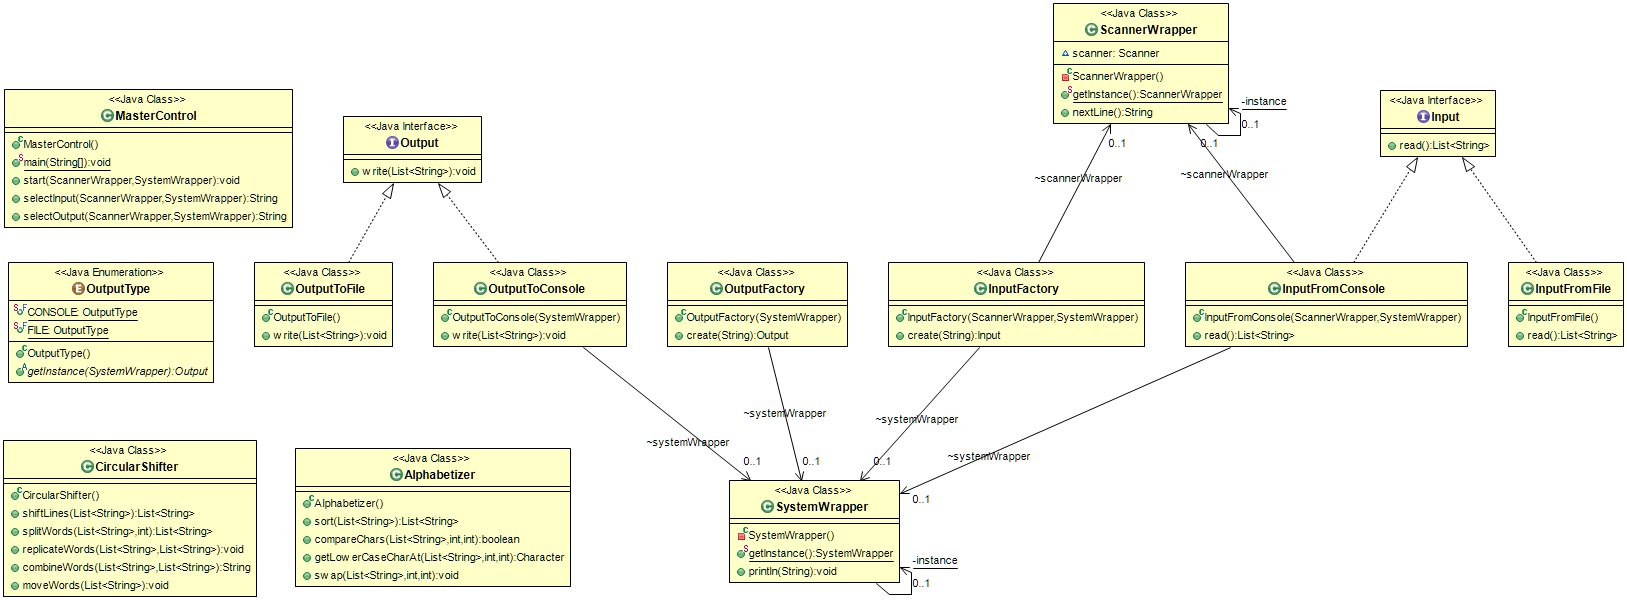 <<Java Class>>
ScannerWrapper
scanner: Scanner
ScannerWrapper()
getInstance():ScannerWrapper
nextLine():String
-instance
0..1
<<Java Class>>
MasterControl
MasterControl()
main(String[]):void
start(ScannerWrapper,SystemWrapper):void
selectInput(ScannerWrapper,SystemWrapper):String
selectOutput(ScannerWrapper,SystemWrapper):String
<<Java Interface>>
Output
write(List<String>):void
<<Java Interface>>
Input
read():List<String>
0..1
0..1
~scannerWrapper
~scannerWrapper
<<Java Enumeration>>
OutputType
CONSOLE: OutputType
FILE: OutputType
OutputType()
getInstance(SystemWrapper):Output
<<Java Class>>
OutputToFile
OutputToFile()
write(List<String>):void
<<Java Class>>
OutputToConsole
OutputToConsole(SystemWrapper)
write(List<String>):void
<<Java Class>>
OutputFactory
OutputFactory(SystemWrapper)
create(String):Output
<<Java Class>>
InputFactory
InputFactory(ScannerWrapper,SystemWrapper)
create(String):Input
<<Java Class>>
InputFromConsole
InputFromConsole(ScannerWrapper,SystemWrapper)
read():List<String>
<<Java Class>>
InputFromFile
InputFromFile()
read():List<String>
~systemWrapper
~systemWrapper
~systemWrapper
~systemWrapper
0..1
0..1
0..1
0..1
<<Java Class>>
CircularShifter
CircularShifter()
shiftLines(List<String>):List<String>
splitWords(List<String>,int):List<String>
replicateWords(List<String>,List<String>):void
combineWords(List<String>,List<String>):String
moveWords(List<String>):void
<<Java Class>>
Alphabetizer
Alphabetizer()
sort(List<String>):List<String>
compareChars(List<String>,int,int):boolean
getLowerCaseCharAt(List<String>,int,int):Character
swap(List<String>,int,int):void
<<Java Class>>
SystemWrapper
SystemWrapper()
getInstance():SystemWrapper
println(String):void
-instance
0..1